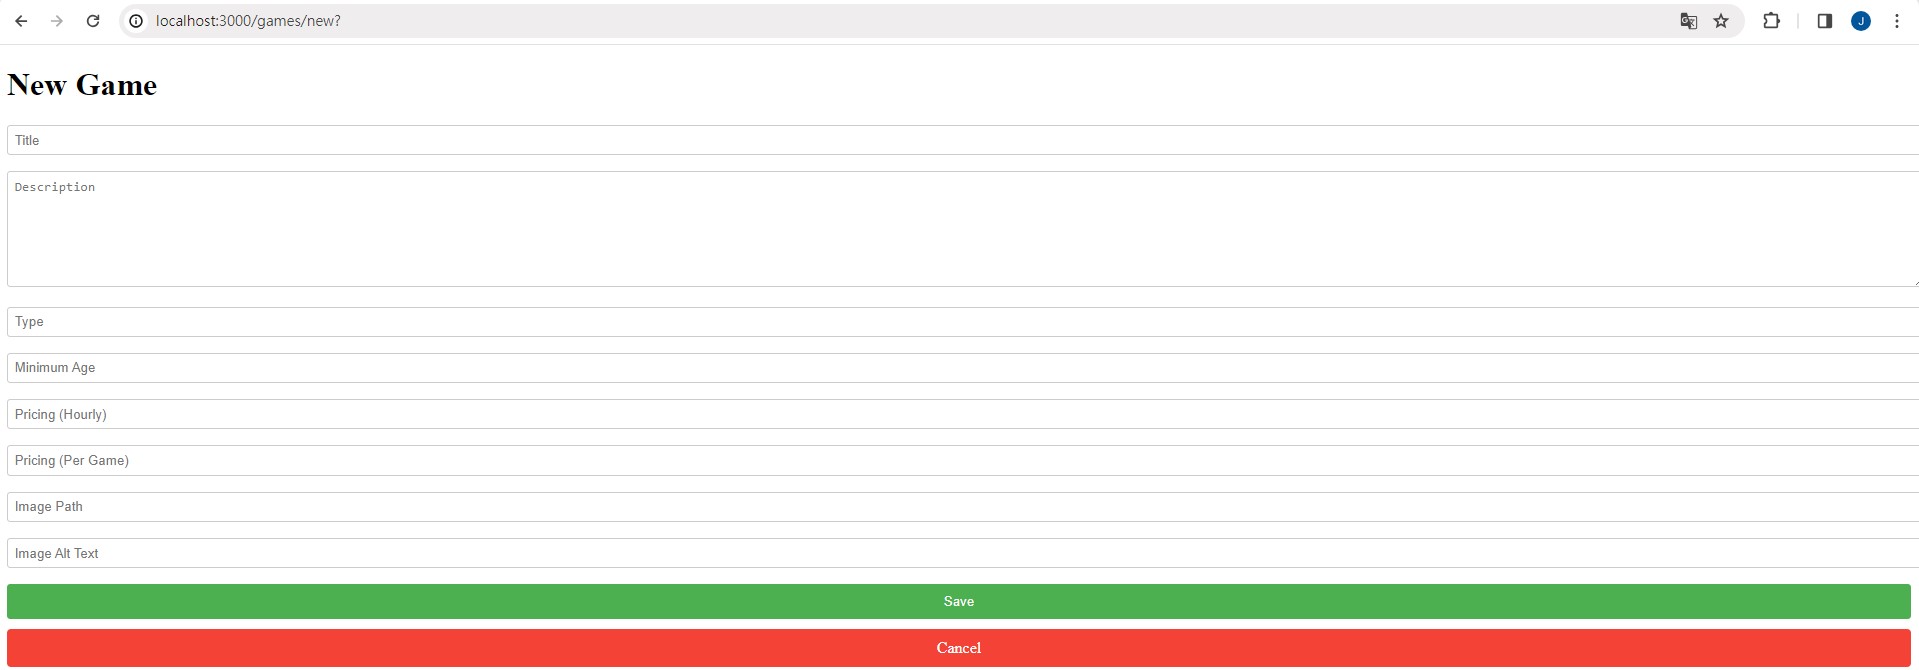 localhost:3000/games/new?
J
New Game
Title
Description
Type
Minimum Age
Pricing (Hourly)
Pricing (Per Game)
Image Path
Image Alt Text
Save
Cancel